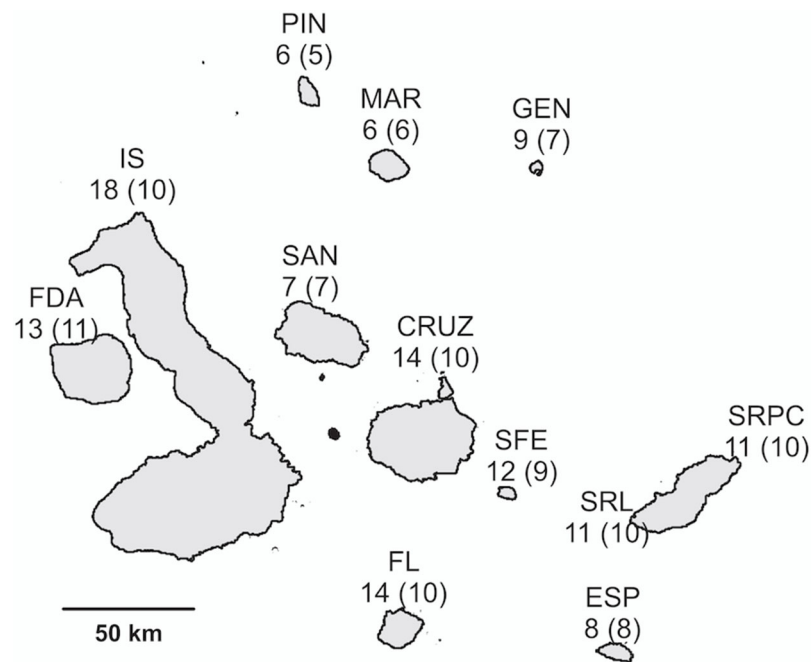 PIN
6 (5)
MAR
6 (6)
GEN
9 (7)
IS
18 (10)
SAN
7 (7)
FDA
13 (11)
CRUZ
14 (10)
SRPC
11 (10)
SFE
12 (9)
SRL
11 (10)
FL
14 (10)
ESP
8 (8)
50 km